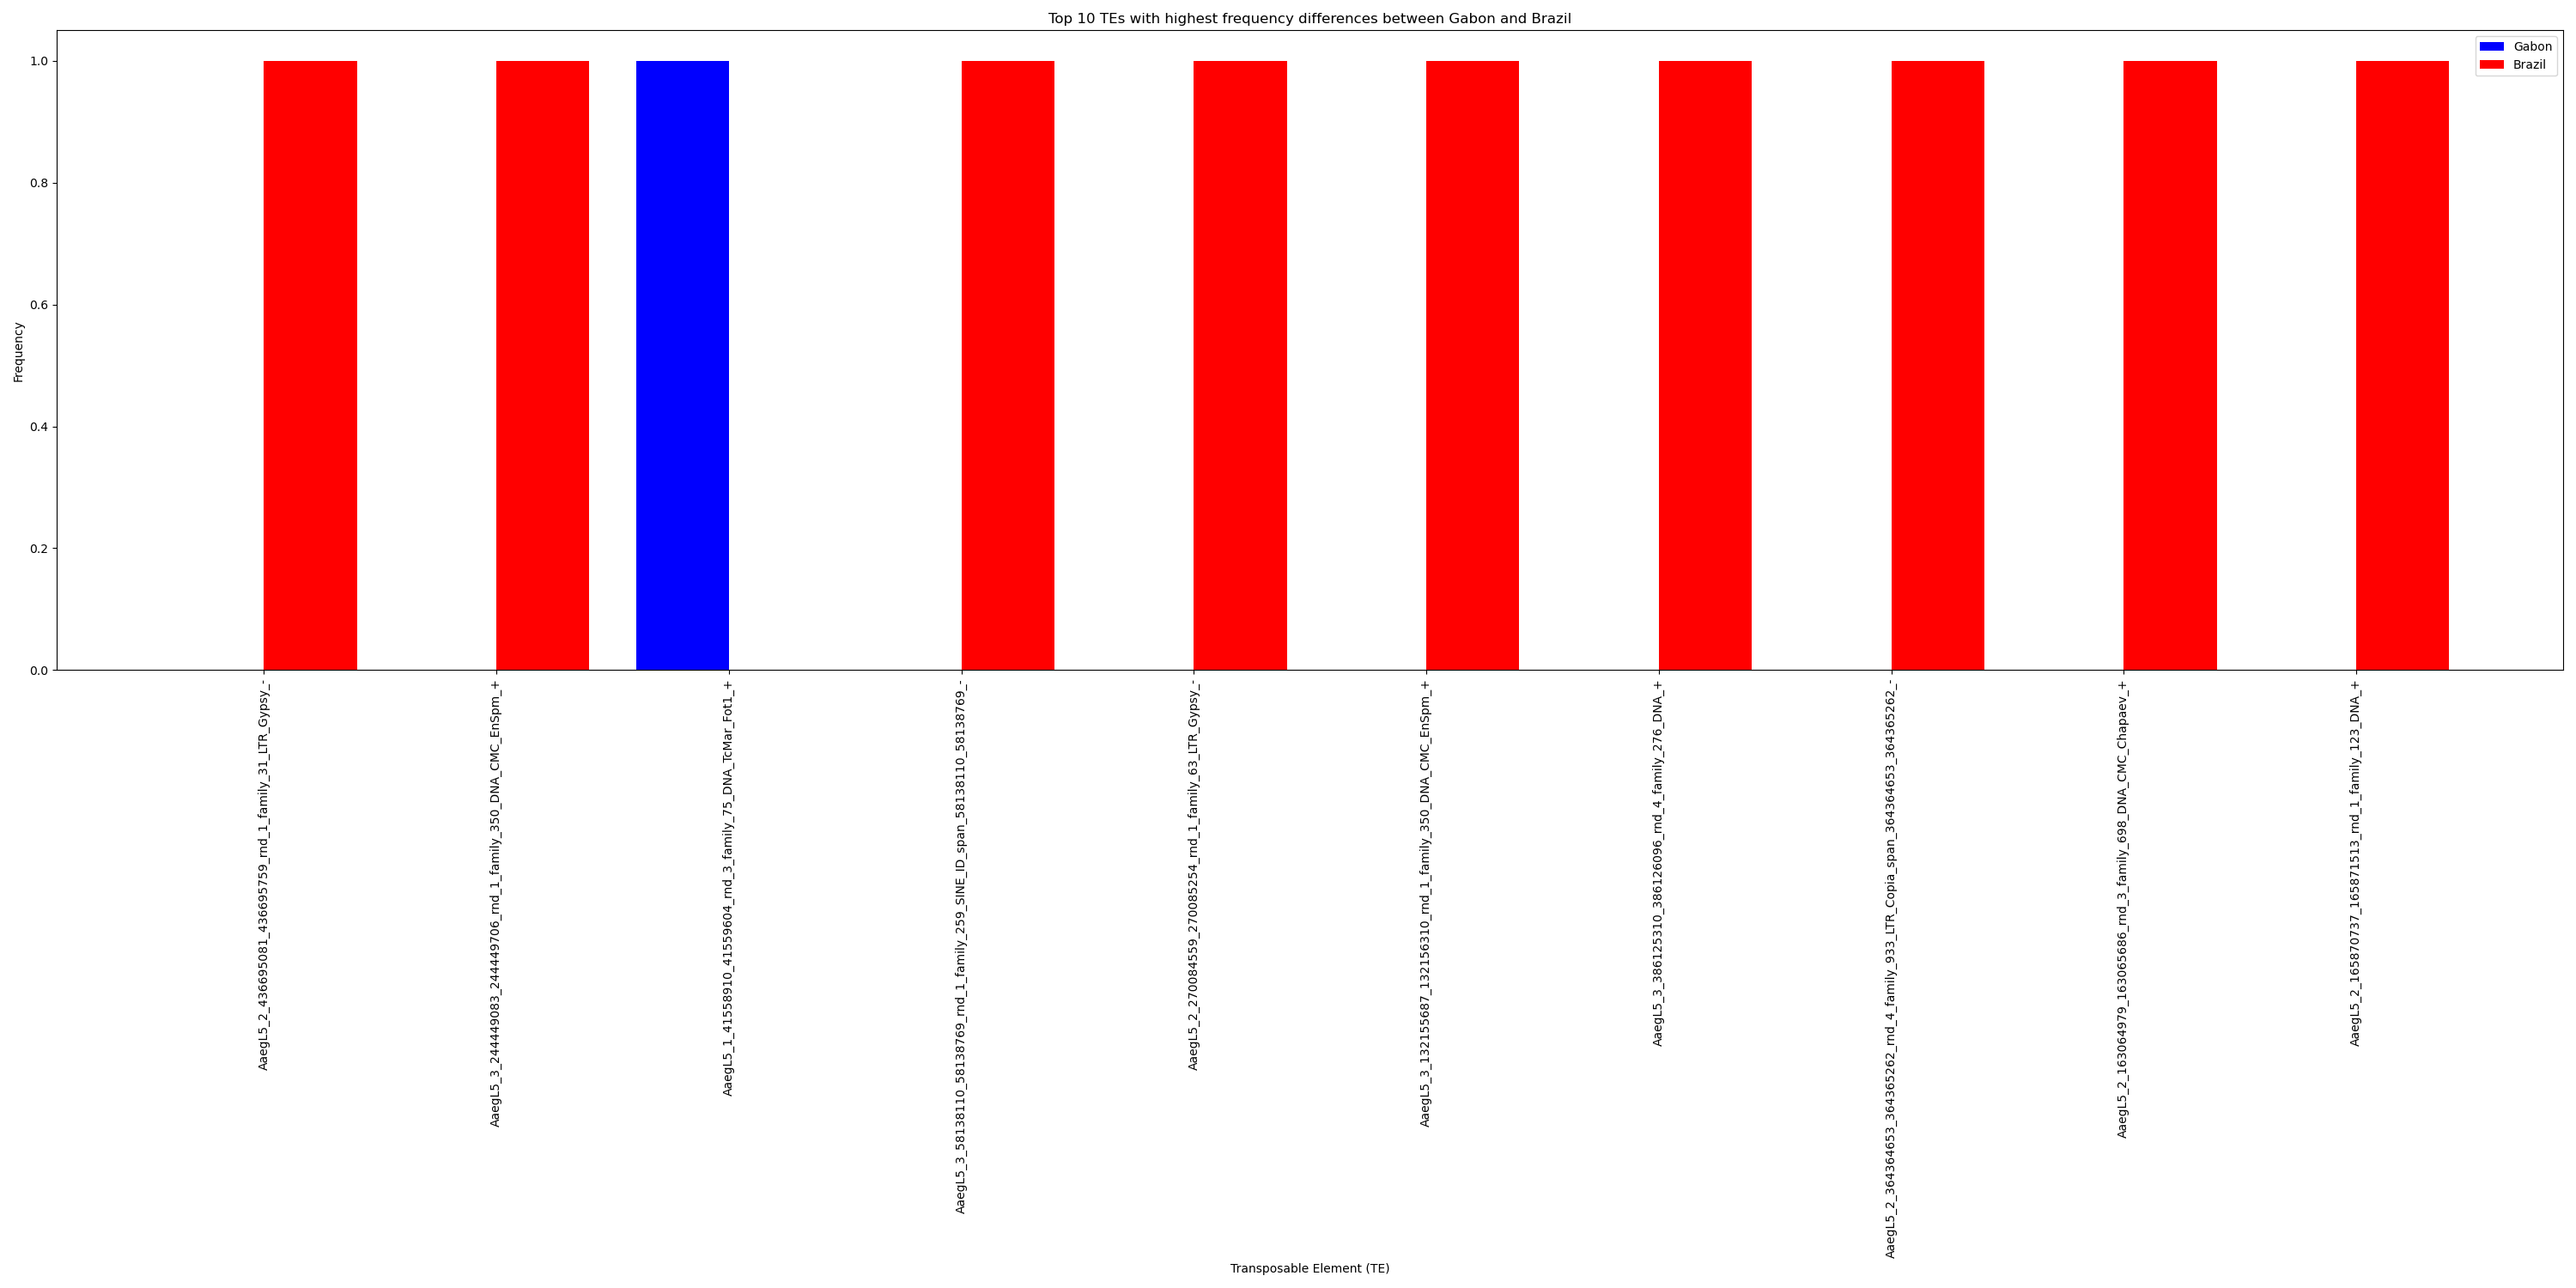 Top 10 TEs with highest frequency differences between Gabon and Brazil
Gabon
Brazil
Frequency
1.0
0.8
0.6
0.4
0.2
0.0
AaegL5_2_436695081_436695759_rnd_1_family_31_LTR_Gypsy_-
AaegL5_3_244449083_244449706_rnd_1_family_350_DNA_CMC_EnSpm_+
AaegL5_1_41558910_41559604_rnd_3_family_75_DNA_TcMar_Fot1_+
AaegL5_3_58138110_58138769_rnd_1_family_259_SINE_ID_span_58138110_58138769_-
AaegL5_2_270084559_270085254_rnd_1_family_63_LTR_Gypsy_-
AaegL5_3_132155687_132156310_rnd_1_family_350_DNA_CMC_EnSpm_+
AaegL5_3_386125310_386126096_rnd_4_family_276_DNA_+
AaegL5_2_364364653_364365262_rnd_4_family_933_LTR_Copia_span_364364653_364365262_-
AaegL5_2_163064979_163065686_rnd_3_family_698_DNA_CMC_Chapaev_+
AaegL5_2_165870737_165871513_rnd_1_family_123_DNA_+
Transposable Element (TE)